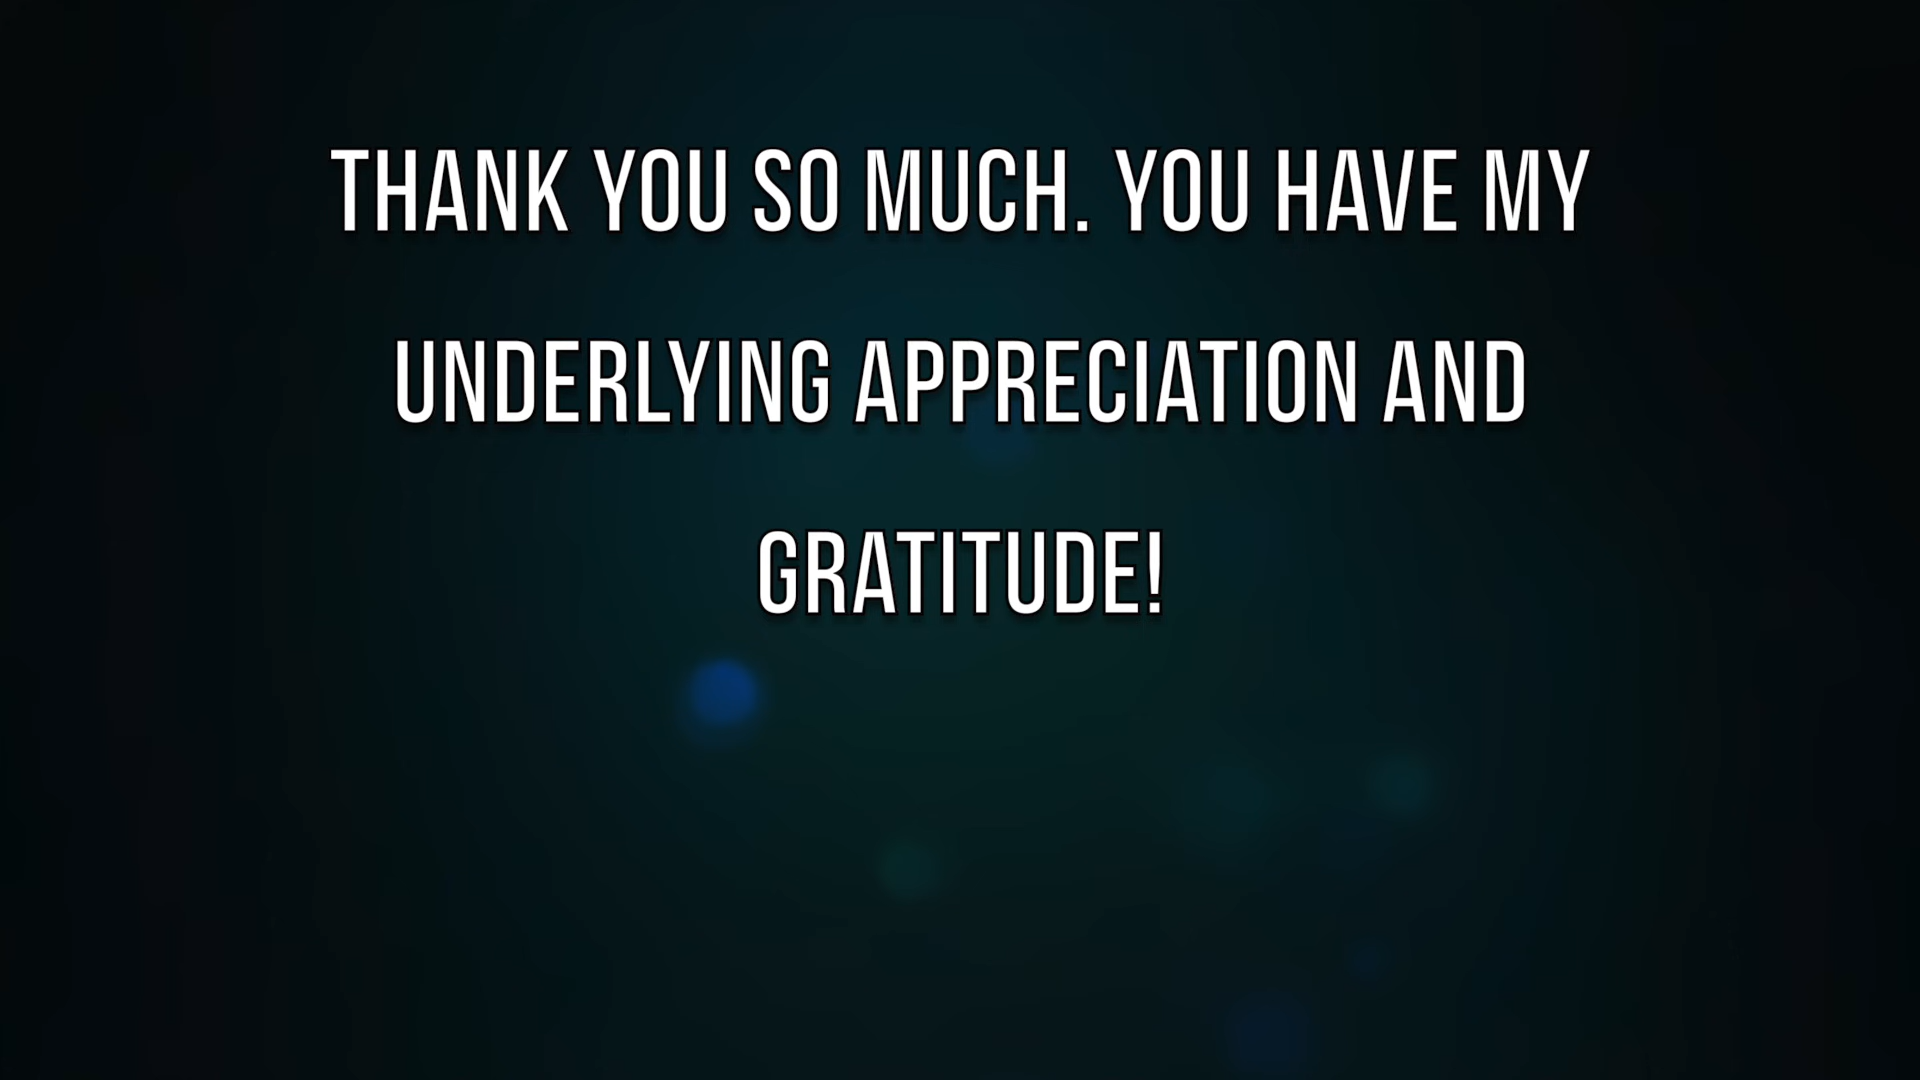 THANK YOU SO MUCH. YOU HAVE MY
UNDERLYING APPRECIATION AND
GRATITUDE!